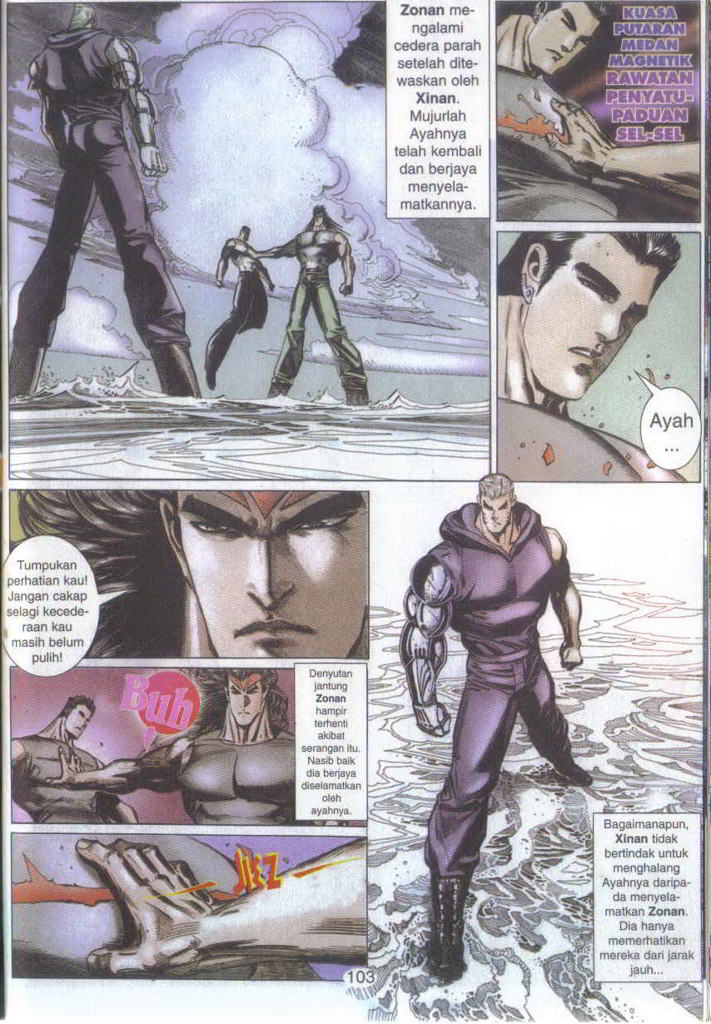 Zonan me-
ngalami
cedera parah
setelah dite-
waskan oleh
Xinan.
Mujurlah
Ayahnya
telah kembali
dan berjaya
menyela-
matkannya.
KUASA
PUTARAN
MEDAN
MAGNETIK
RAWATAN
PENYATU-
PADUAN
SEL-SEL
Ayah
...
Tumpukan
perhatian kau!
Jangan cakap
selagi kecede-
raan kau
masih belum
pulih!
Buh
Denyutan
jantung
Zonan
hampir
terhenti
akibat
serangan itu.
Nasib baik
dia berjaya
diselamatkan
oleh
ayahnya.
Bagaimanapun,
Xinan tidak
bertindak untuk
menghalang
Ayahnya daripa-
da menyela-
matkan Zonan.
Dia hanya
memerhatikan
mereka dari jarak
jauh...
103